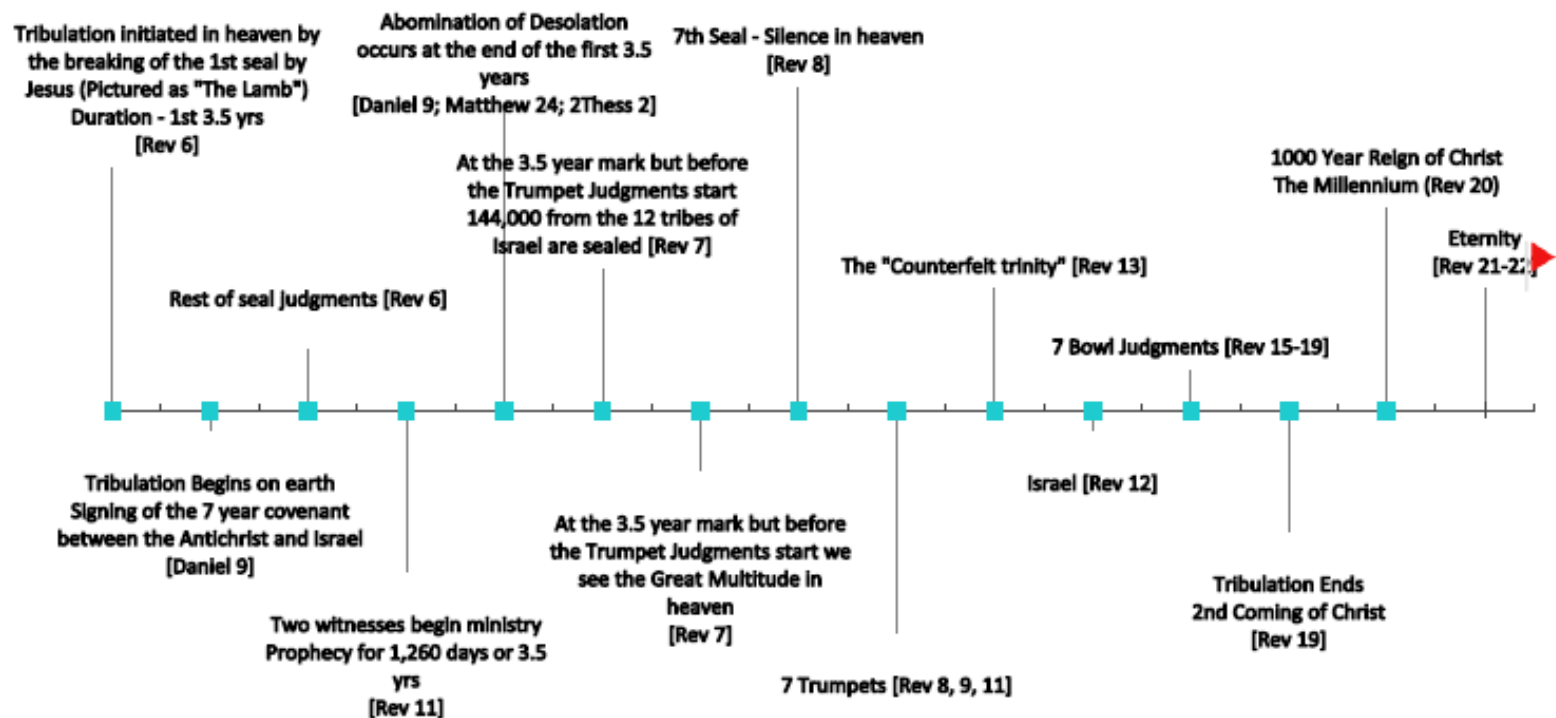 Tribulation initiated in heaven by
the breaking of the 1st seal by
Jesus (Pictured as "The Lamb")
Duration - 1st 3.5 yrs
[Rev 6]
Tribulation Begins on earth
Signing of the 7 year covenant
between the Antichrist and Israel
[Daniel 9]
Rest of seal judgments [Rev 6]
Two witnesses begin ministry
Prophecy for 1,260 days or 3.5
yrs
[Rev 11]
Abomination of Desolation
occurs at the end of the first 3.5
years
[Daniel 9; Matthew 24; 2Thess 2]
At the 3.5 year mark but before
the Trumpet Judgments start
144,000 from the 12 tribes of
Israel are sealed [Rev 7]
At the 3.5 year mark but before
the Trumpet Judgments start we
see the Great Multitude in
heaven
[Rev 7]
7th Seal - Silence in heaven
[Rev 8]
7 Trumpets [Rev 8, 9, 11]
The "Counterfeit trinity" [Rev 13]
Israel [Rev 12]
7 Bowl Judgments [Rev 15-19]
Tribulation Ends
2nd Coming of Christ
[Rev 19]
1000 Year Reign of Christ
The Millennium (Rev 20)
Eternity
[Rev 21-22]